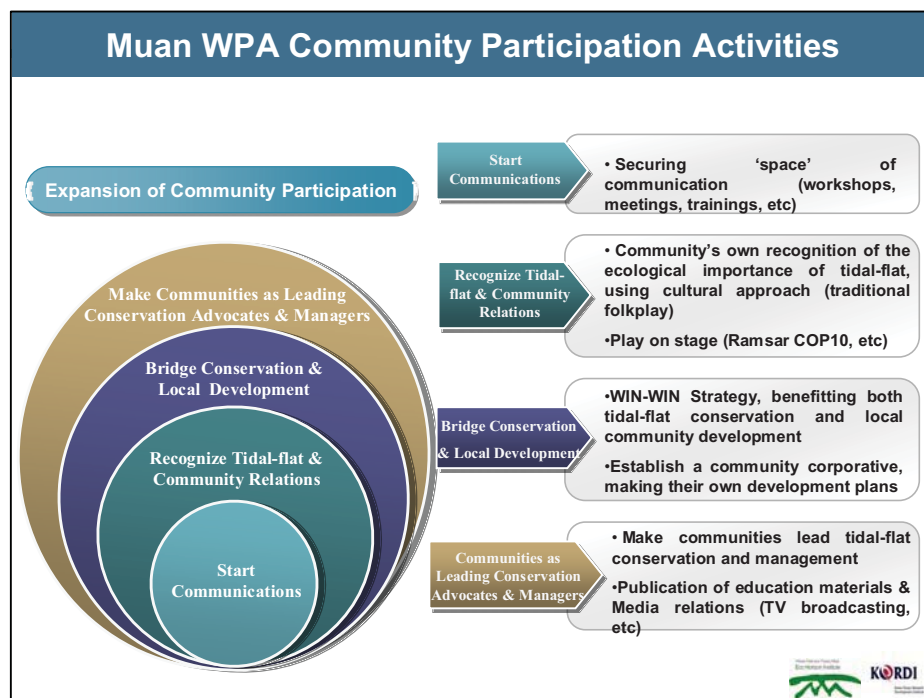 Muan WPA Community Participation Activities
Expansion of Community Participation
Make Communities as Leading
Conservation Advocates & Managers
Bridge Conservation &
Local Development
Recognize Tidal-flat &
Community Relations
Start
Communications
Start
Communications
• Securing 'space' of
communication (workshops,
meetings, trainings, etc)
Recognize Tidal-
flat & Community
Relations
• Community's own recognition of the
ecological importance of tidal-flat,
using cultural approach (traditional
folkplay)
•Play on stage (Ramsar COP10, etc)
Bridge Conservation
& Local Development
•WIN-WIN Strategy, benefitting both
tidal-flat conservation and local
community development
•Establish a community corporative,
making their own development plans
Communities as
Leading Conservation
Advocates & Managers
• Make communities lead tidal-flat
conservation and management
•Publication of education materials &
Media relations (TV broadcasting,
etc)
KORDI